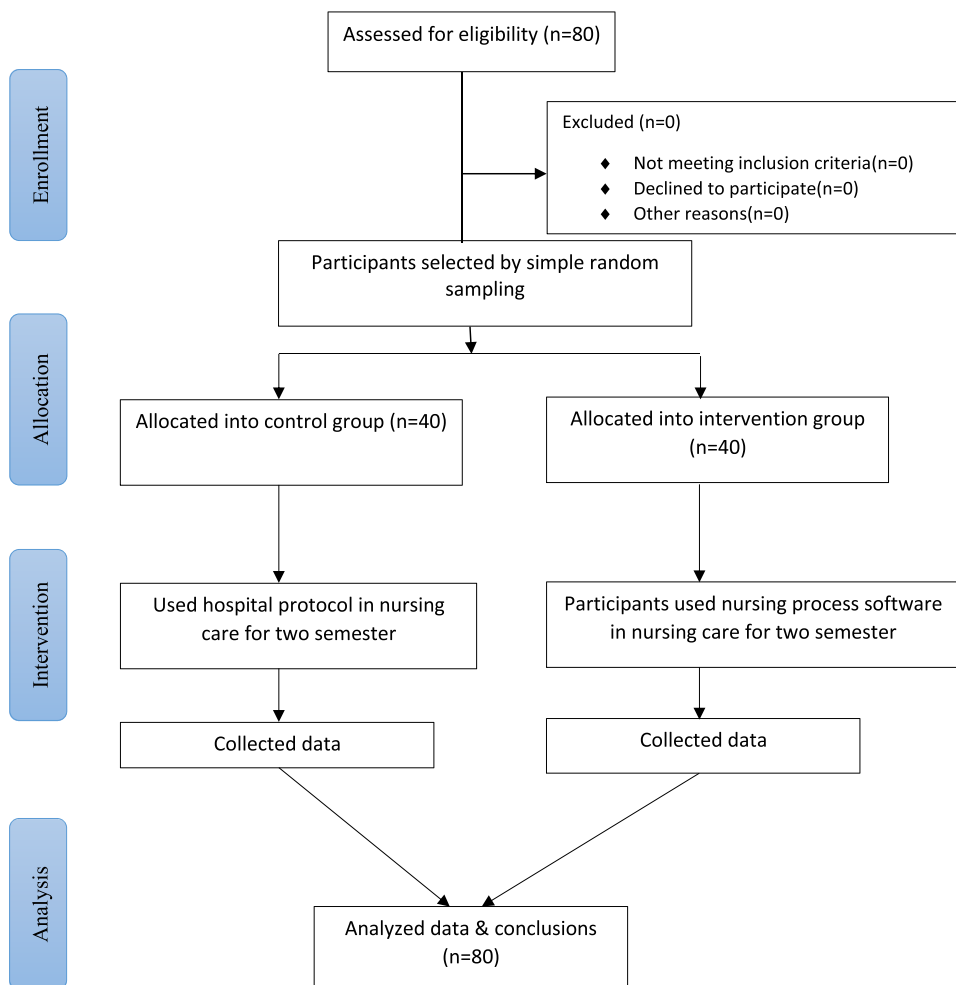 Assessed for eligibility (n=80)
Enrollment
Excluded (n=0)
♦ Not meeting inclusion criteria(n=0)
♦ Declined to participate(n=0)
♦ Other reasons(n=0)
Participants selected by simple random
sampling
Allocation
Allocated into control group (n=40)
Allocated into intervention group
(n=40)
Intervention
Used hospital protocol in nursing
care for two semester
Participants used nursing process software
in nursing care for two semester
Collected data
Collected data
Analysis
Analyzed data & conclusions
(n=80)